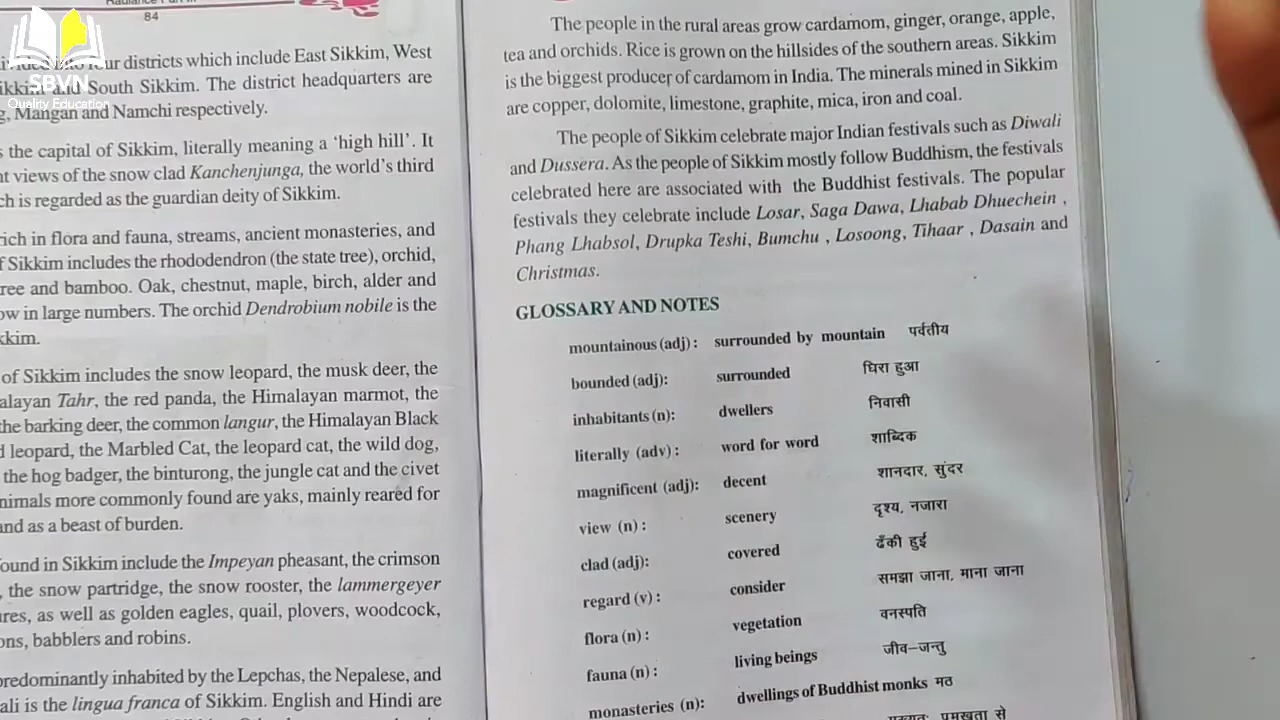 84
SBVN
Quality Education
four districts which include East Sikkim, West
South Sikkim. The district headquarters are
Mangan and Namchi respectively.
the capital of Sikkim, literally meaning a 'high hill'. It
views of the snow clad Kanchenjunga, the world's third
is regarded as the guardian deity of Sikkim.
rich in flora and fauna, streams, ancient monasteries, and
Sikkim includes the rhododendron (the state tree), orchid,
and bamboo. Oak, chestnut, maple, birch, alder and
in large numbers. The orchid Dendrobium nobile is the
of Sikkim includes the snow leopard, the musk deer, the
Tahr, the red panda, the Himalayan marmot, the
the barking deer, the common langur, the Himalayan Black
leopard, the Marbled Cat, the leopard cat, the wild dog,
the hog badger, the binturong, the jungle cat and the civet
more commonly found are yaks, mainly reared for
and as a beast of burden.
in Sikkim include the Impeyan pheasant, the crimson
the snow partridge, the snow rooster, the lammergeyer
as well as golden eagles, quail, plovers, woodcock,
babblers and robins.
inhabited by the Lepchas, the Nepalese, and
is the lingua franca of Sikkim. English and Hindi are
The people in the rural areas grow cardamom, ginger, orange, apple,
tea and orchids. Rice is grown on the hillsides of the southern areas. Sikkim
is the biggest producer of cardamom in India. The minerals mined in Sikkim
are copper, dolomite, limestone, graphite, mica, iron and coal.
The people of Sikkim celebrate major Indian festivals such as Diwali
and Dussera. As the people of Sikkim mostly follow Buddhism, the festivals
celebrated here are associated with the Buddhist festivals. The popular
festivals they celebrate include Losar, Saga Dawa, Lhabab Dhuechein ,
Phang Lhabsol, Drupka Teshi, Bumchu , Losoong, Tihaar , Dasain and
Christmas.
GLOSSARY AND NOTES
mountainous (adj) : surrounded by mountain पर्वतीय
bounded (adj): surrounded घिरा हुआ
inhabitants (n): dwellers निवासी
literally (adv) : word for word शाब्दिक
magnificent (adj): decent शानदार, सुंदर
view (n) : scenery दृश्य, नजारा
clad (adj): covered ढँकी हुई
regard (v) : consider समझा जाना, माना जाना
flora (n) : vegetation वनस्पति
fauna (n) : living beings जीव-जन्तु
monasteries (n): dwellings of Buddhist monks मठ